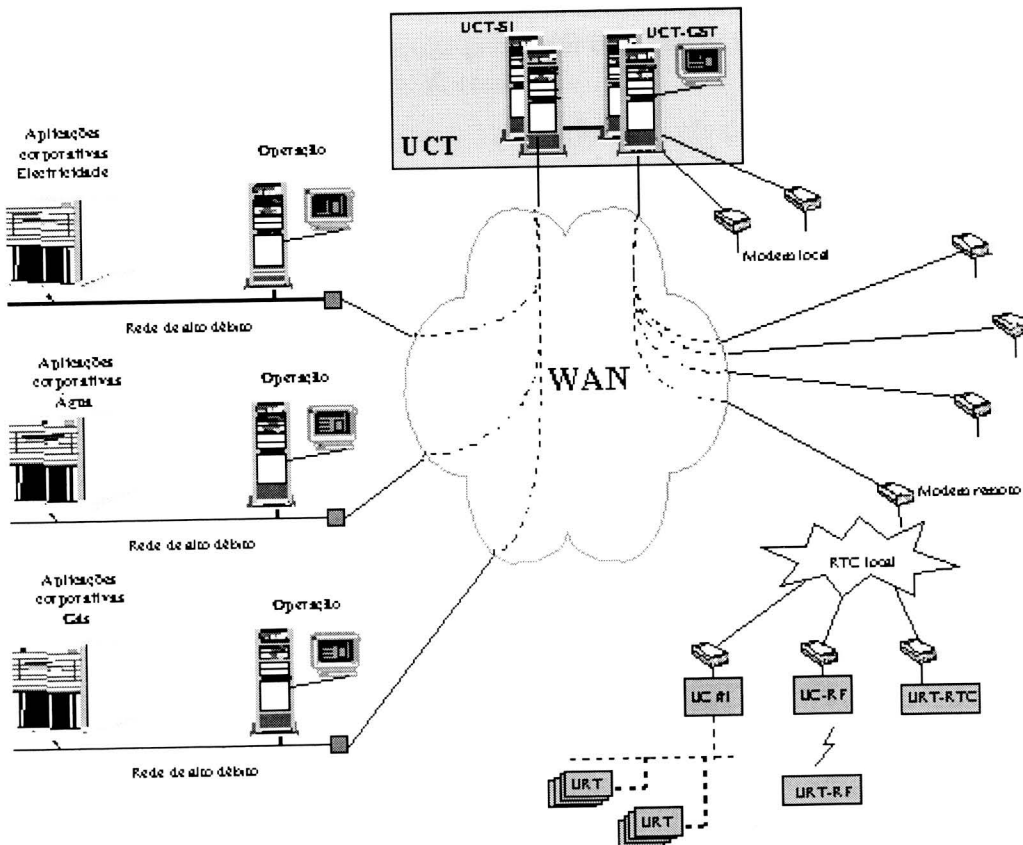 UCT-SI
UCT-GST
UCT
Aplicações
corporativas
Electricidade
Operação
Modem local
Rede de alto débito
Aplicações
corporativas
Água
Operação
WAN
Rede de alto débito
Modem remoto
RTC local
Aplicações
corporativas
Gás
Operação
UC #1
UC-RF
URT-RTC
Rede de alto débito
URT
URT
URT-RF